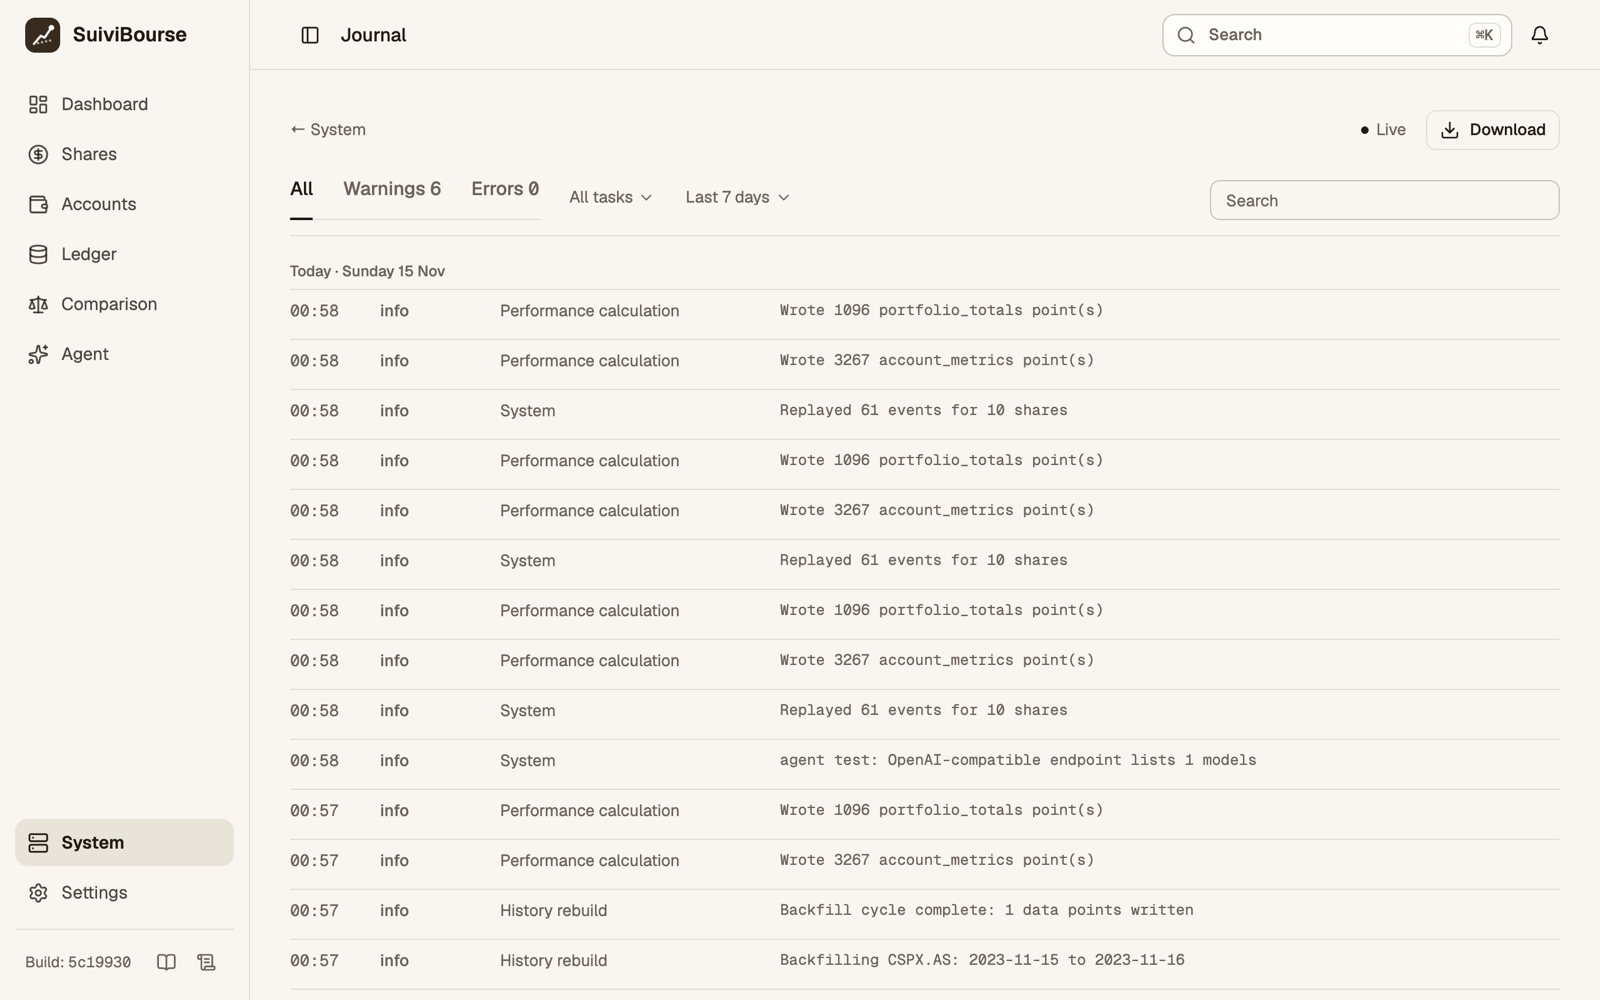 SuiviBourse
Journal
Search
⌘K
Dashboard
Shares
Accounts
Ledger
Comparison
Agent
System
Settings
Build: 5c19930
← System
Live
Download
All
Warnings 6
Errors 0
All tasks
Last 7 days
Search
Today · Sunday 15 Nov
00:58 info Performance calculation Wrote 1096 portfolio_totals point(s)
00:58 info Performance calculation Wrote 3267 account_metrics point(s)
00:58 info System Replayed 61 events for 10 shares
00:58 info Performance calculation Wrote 1096 portfolio_totals point(s)
00:58 info Performance calculation Wrote 3267 account_metrics point(s)
00:58 info System Replayed 61 events for 10 shares
00:58 info Performance calculation Wrote 1096 portfolio_totals point(s)
00:58 info Performance calculation Wrote 3267 account_metrics point(s)
00:58 info System Replayed 61 events for 10 shares
00:58 info System agent test: OpenAI-compatible endpoint lists 1 models
00:57 info Performance calculation Wrote 1096 portfolio_totals point(s)
00:57 info Performance calculation Wrote 3267 account_metrics point(s)
00:57 info History rebuild Backfill cycle complete: 1 data points written
00:57 info History rebuild Backfilling CSPX.AS: 2023-11-15 to 2023-11-16